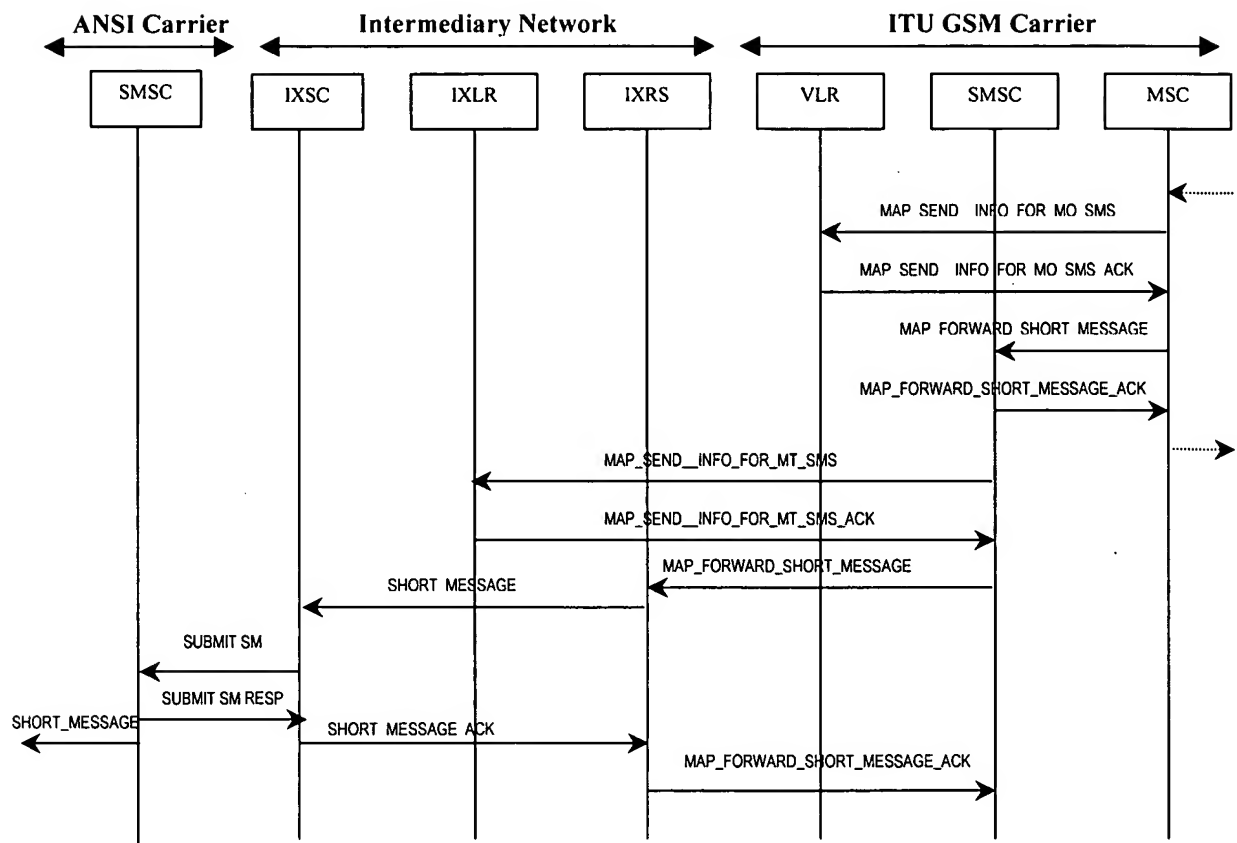 ANSI Carrier Intermediary Network ITU GSM Carrier
SMSC IXSC IXLR IXRS VLR SMSC MSC
MAP SEND INFO FOR MO SMS
MAP SEND INFO FOR MO SMS ACK
MAP FORWARD SHORT MESSAGE
MAP_FORWARD_SHORT_MESSAGE_ACK
MAP_SEND__INFO_FOR_MT_SMS
MAP_SEND__INFO_FOR_MT_SMS_ACK
MAP_FORWARD_SHORT_MESSAGE
SHORT MESSAGE
SUBMIT SM
SUBMIT SM RESP
SHORT_MESSAGE
SHORT MESSAGE ACK
MAP_FORWARD_SHORT_MESSAGE_ACK